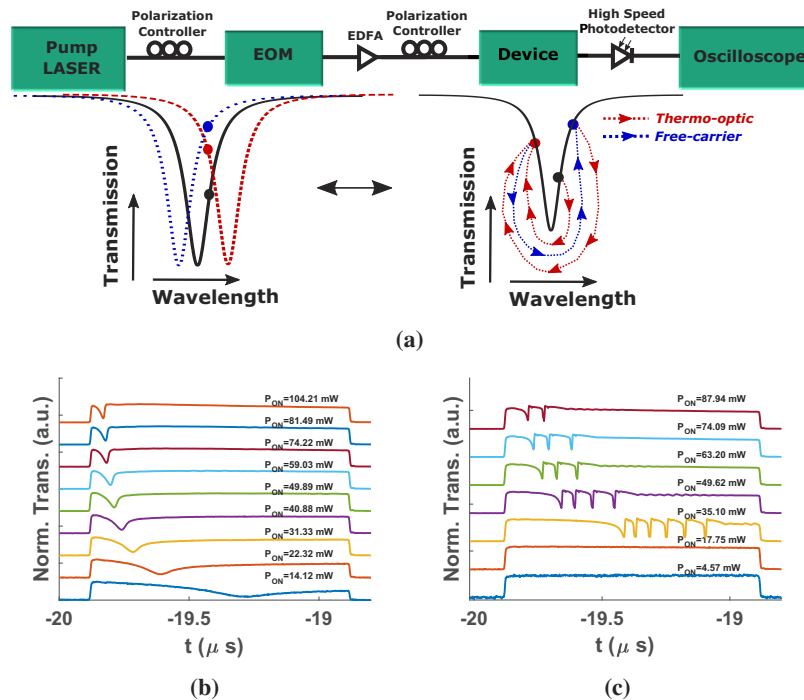 Polarization Controller
EDFA
Polarization Controller
High Speed Photodetector
Pump LASER
EOM
Device
Oscilloscope
Thermo-optic
Free-carrier
Transmission
Wavelength
Transmission
Wavelength
(a)
Norm. Trans. (a.u.)
P_ON=104.21 mW
P_ON=81.49 mW
P_ON=74.22 mW
P_ON=59.03 mW
P_ON=49.89 mW
P_ON=40.88 mW
P_ON=31.33 mW
P_ON=22.32 mW
P_ON=14.12 mW
-20
-19.5
-19
t (μ s)
(b)
Norm. Trans. (a.u.)
P_ON=87.94 mW
P_ON=74.09 mW
P_ON=63.20 mW
P_ON=49.62 mW
P_ON=35.10 mW
P_ON=17.75 mW
P_ON=4.57 mW
-20
-19.5
-19
t (μ s)
(c)